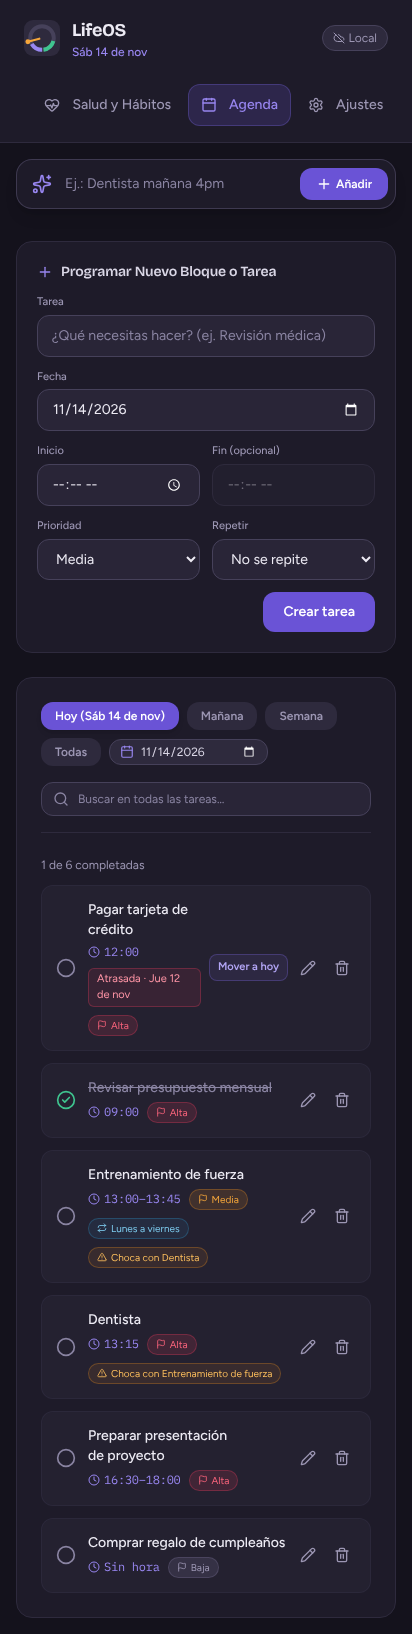 LifeOS
Sáb 14 de nov
Local
Salud y Hábitos
Agenda
Ajustes
Ej.: Dentista mañana 4pm
Añadir
Programar Nuevo Bloque o Tarea
Tarea
¿Qué necesitas hacer? (ej. Revisión médica)
Fecha
11/14/2026
Inicio
Fin (opcional)
--:-- --
--:-- --
Prioridad
Repetir
Media
No se repite
Crear tarea
Hoy (Sáb 14 de nov)
Mañana
Semana
Todas
11/14/2026
Buscar en todas las tareas...
1 de 6 completadas
Pagar tarjeta de
crédito
12:00
Atrasada · Jue 12
de nov
Alta
Mover a hoy
Revisar presupuesto mensual
09:00
Alta
Entrenamiento de fuerza
13:00–13:45
Media
Lunes a viernes
Choca con Dentista
Dentista
13:15
Alta
Choca con Entrenamiento de fuerza
Preparar presentación
de proyecto
16:30–18:00
Alta
Comprar regalo de cumpleaños
Sin hora
Baja